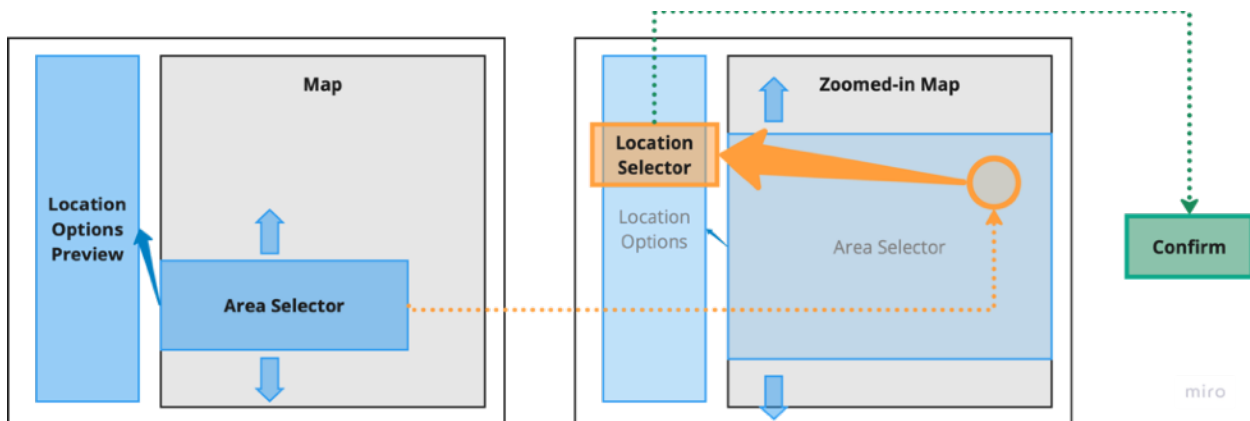 Map
Location
Options
Preview
Area Selector
Zoomed-in Map
Location
Selector
Location
Options
Area Selector
Confirm
miro